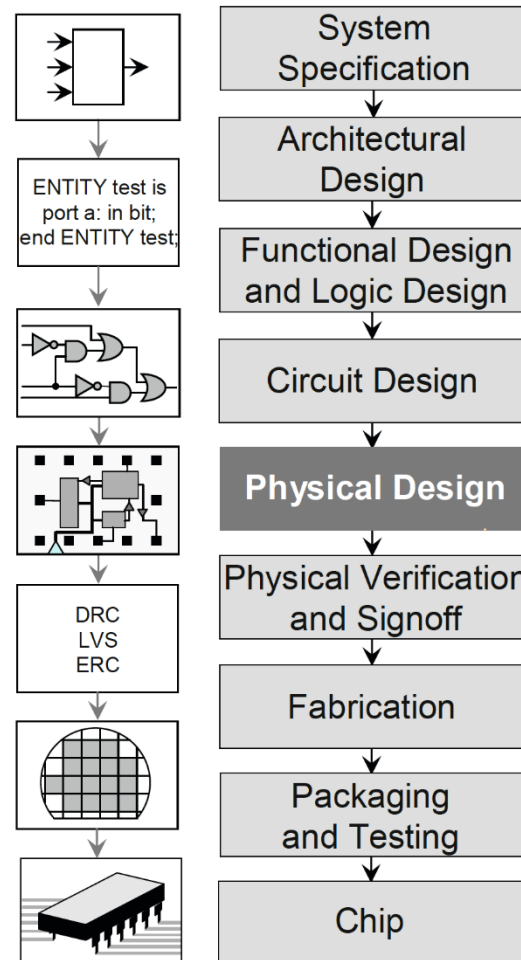 System
Specification
ENTITY test is
port a: in bit;
end ENTITY test;
Architectural
Design
Functional Design
and Logic Design
Circuit Design
Physical Design
DRC
LVS
ERC
Physical Verification
and Signoff
Fabrication
Packaging
and Testing
Chip